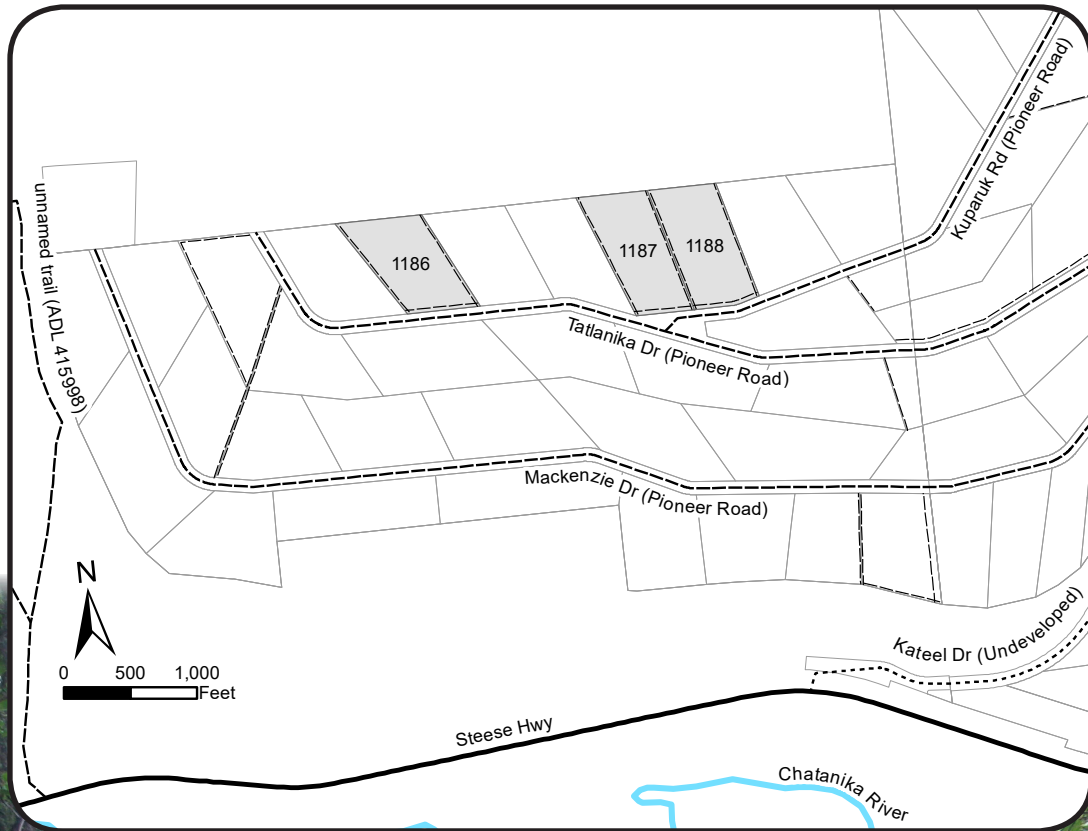 Kuparuk Rd (Pioneer Road)
unnamed trail (ADL 415998)
1186
1187
1188
Tatlanika Dr (Pioneer Road)
Mackenzie Dr (Pioneer Road)
N
0 500 1,000
Feet
Kateel Dr (Undeveloped)
Steese Hwy
Chatanika River